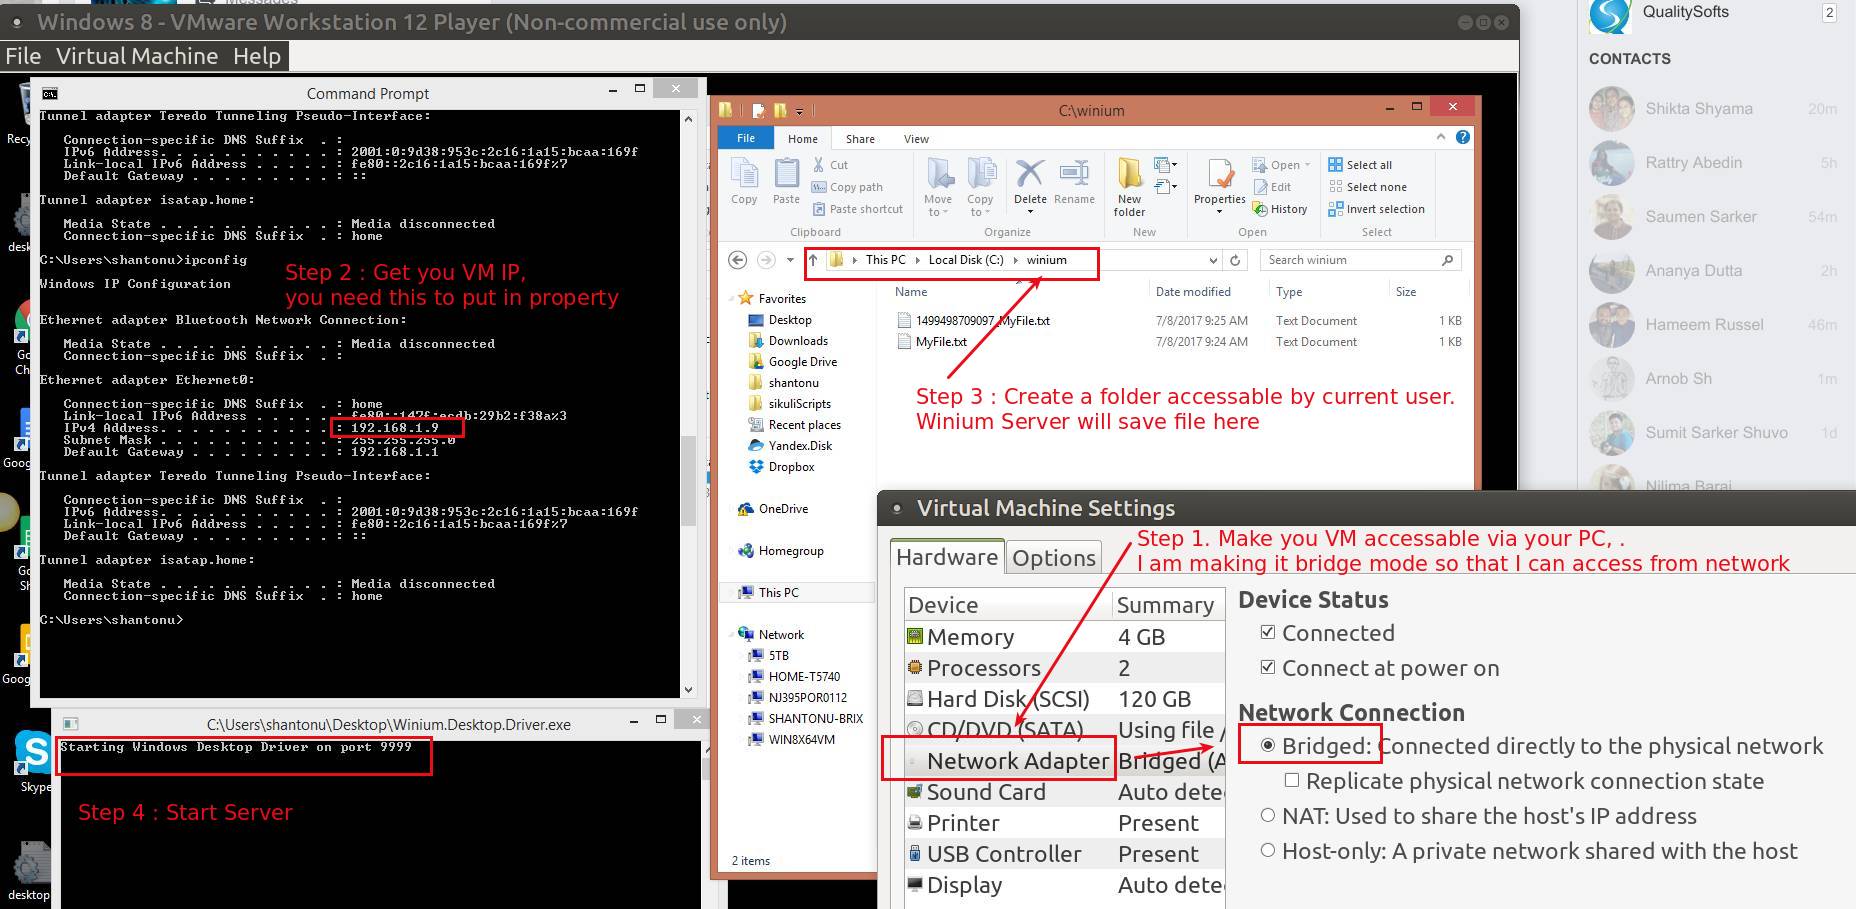 Messages
Windows 8 - VMware Workstation 12 Player (Non-commercial use only)
File Virtual Machine Help
Command Prompt
Tunnel adapter Teredo Tunneling Pseudo-Interface:
Connection-specific DNS Suffix . :
IPv6 Address. . . . . . . . . . . : 2001:0:9d38:953c:2c16:1a15:bcaa:169f
Link-local IPv6 Address . . . . . : fe80::2c16:1a15:bcaa:169f%7
Default Gateway . . . . . . . . . : ::
Tunnel adapter isatap.home:
Media State . . . . . . . . . . . : Media disconnected
Connection-specific DNS Suffix . : home
C:\Users\shantonu>ipconfig
Windows IP Configuration
Step 2 : Get you VM IP,
you need this to put in property
Ethernet adapter Bluetooth Network Connection:
Media State . . . . . . . . . . . : Media disconnected
Connection-specific DNS Suffix . :
Ethernet adapter Ethernet0:
Connection-specific DNS Suffix . : home
Link-local IPv6 Address . . . . . : fe80::147f:ecdb:29b2:f38a%3
IPv4 Address. . . . . . . . . . . : 192.168.1.9
Subnet Mask . . . . . . . . . . . : 255.255.255.0
Default Gateway . . . . . . . . . : 192.168.1.1
Tunnel adapter Teredo Tunneling Pseudo-Interface:
Connection-specific DNS Suffix . :
IPv6 Address. . . . . . . . . . . : 2001:0:9d38:953c:2c16:1a15:bcaa:169f
Link-local IPv6 Address . . . . . : fe80::2c16:1a15:bcaa:169f%7
Default Gateway . . . . . . . . . : ::
Tunnel adapter isatap.home:
Media State . . . . . . . . . . . : Media disconnected
Connection-specific DNS Suffix . : home
C:\Users\shantonu>
C:\Users\shantonu\Desktop\Winium.Desktop.Driver.exe
Starting Windows Desktop Driver on port 9999
Step 4 : Start Server
Skype
desktop
C:\winium
File Home Share View
Copy
Paste
Cut
Copy path
Paste shortcut
Clipboard
Move to
Copy to
Delete
Rename
Organize
New folder
New
Properties
Open
Edit
History
Open
Select all
Select none
Invert selection
Select
This PC Local Disk (C:) winium
Search winium
Name Date modified Type Size
1499498709097_MyFile.txt 7/8/2017 9:25 AM Text Document 1 KB
MyFile.txt 7/8/2017 9:24 AM Text Document 1 KB
Step 3 : Create a folder accessable by current user.
Winium Server will save file here
Favorites
Desktop
Downloads
Google Drive
shantonu
sikuliScripts
Recent places
Yandex.Disk
Dropbox
OneDrive
Homegroup
This PC
Network
5TB
HOME-T5740
NJ395POR0112
SHANTONU-BRIX
WIN8X64VM
2 items
Virtual Machine Settings
Step 1. Make you VM accessable via your PC, .
I am making it bridge mode so that I can access from network
Hardware Options
Device Summary
Memory 4 GB
Processors 2
Hard Disk (SCSI) 120 GB
CD/DVD (SATA) Using file /
Network Adapter Bridged (A
Sound Card Auto dete
Printer Present
USB Controller Present
Display Auto dete
Device Status
Connected
Connect at power on
Network Connection
Bridged: Connected directly to the physical network
Replicate physical network connection state
NAT: Used to share the host's IP address
Host-only: A private network shared with the host
QualitySofts 2
CONTACTS
Shikta Shyama 20m
Rattry Abedin 5h
Saumen Sarker 54m
Ananya Dutta 2h
Hameem Russel 46m
Arnob Sh 1m
Sumit Sarker Shuvo 1d
Nilima Barai